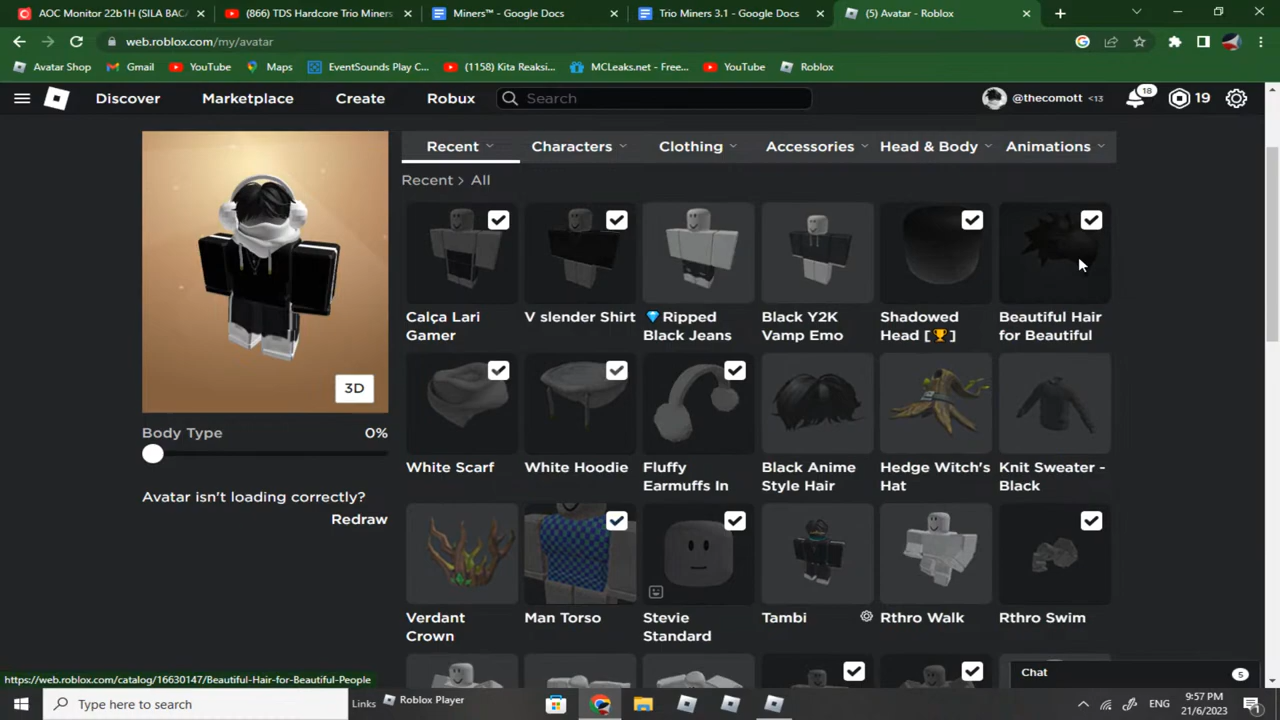 AOC Monitor 22b1H (SILA BACA
(866) TDS Hardcore Trio Miners
Miners™ - Google Docs
Trio Miners 3.1 - Google Docs
(5) Avatar - Roblox
web.roblox.com/my/avatar
Avatar Shop
Gmail
YouTube
Maps
EventSounds Play C...
(1158) Kita Reaksi...
MCLeaks.net - Free...
YouTube
Roblox
Discover
Marketplace
Create
Robux
Search
@thecomott <13
18
19
Recent
Characters
Clothing
Accessories
Head & Body
Animations
Recent > All
Calça Lari
Gamer
V slender Shirt
💎Ripped
Black Jeans
Black Y2K
Vamp Emo
Shadowed
Head [🏆]
Beautiful Hair
for Beautiful
3D
Body Type 0%
Avatar isn't loading correctly?
Redraw
White Scarf
White Hoodie
Fluffy
Earmuffs In
Black Anime
Style Hair
Hedge Witch's
Hat
Knit Sweater -
Black
Verdant
Crown
Man Torso
Stevie
Standard
Tambi
Rthro Walk
Rthro Swim
Chat 5
https://web.roblox.com/catalog/16630147/Beautiful-Hair-for-Beautiful-People
Type here to search
Links
Roblox Player
ENG
9:57 PM
21/6/2023
1